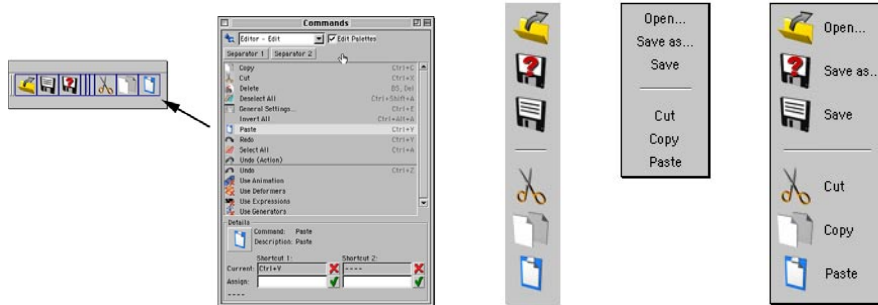 Commands
Editor - Edit
Edit Palettes
Separator 1 Separator 2
Copy Ctrl+C
Cut Ctrl+X
Delete BS, Del
Deselect All Ctrl+Shift+A
General Settings... Ctrl+E
Invert All Ctrl+Alt+A
Paste Ctrl+V
Redo Ctrl+Y
Select All Ctrl+A
Undo (Action)
Undo Ctrl+Z
Use Animation
Use Deformers
Use Expressions
Use Generators
Details
Command: Paste
Description: Paste
Shortcut 1: Shortcut 2:
Current: Ctrl+V ----
Assign:
----
Open...
Save as...
Save
Cut
Copy
Paste
Open...
Save as..
Save
Cut
Copy
Paste